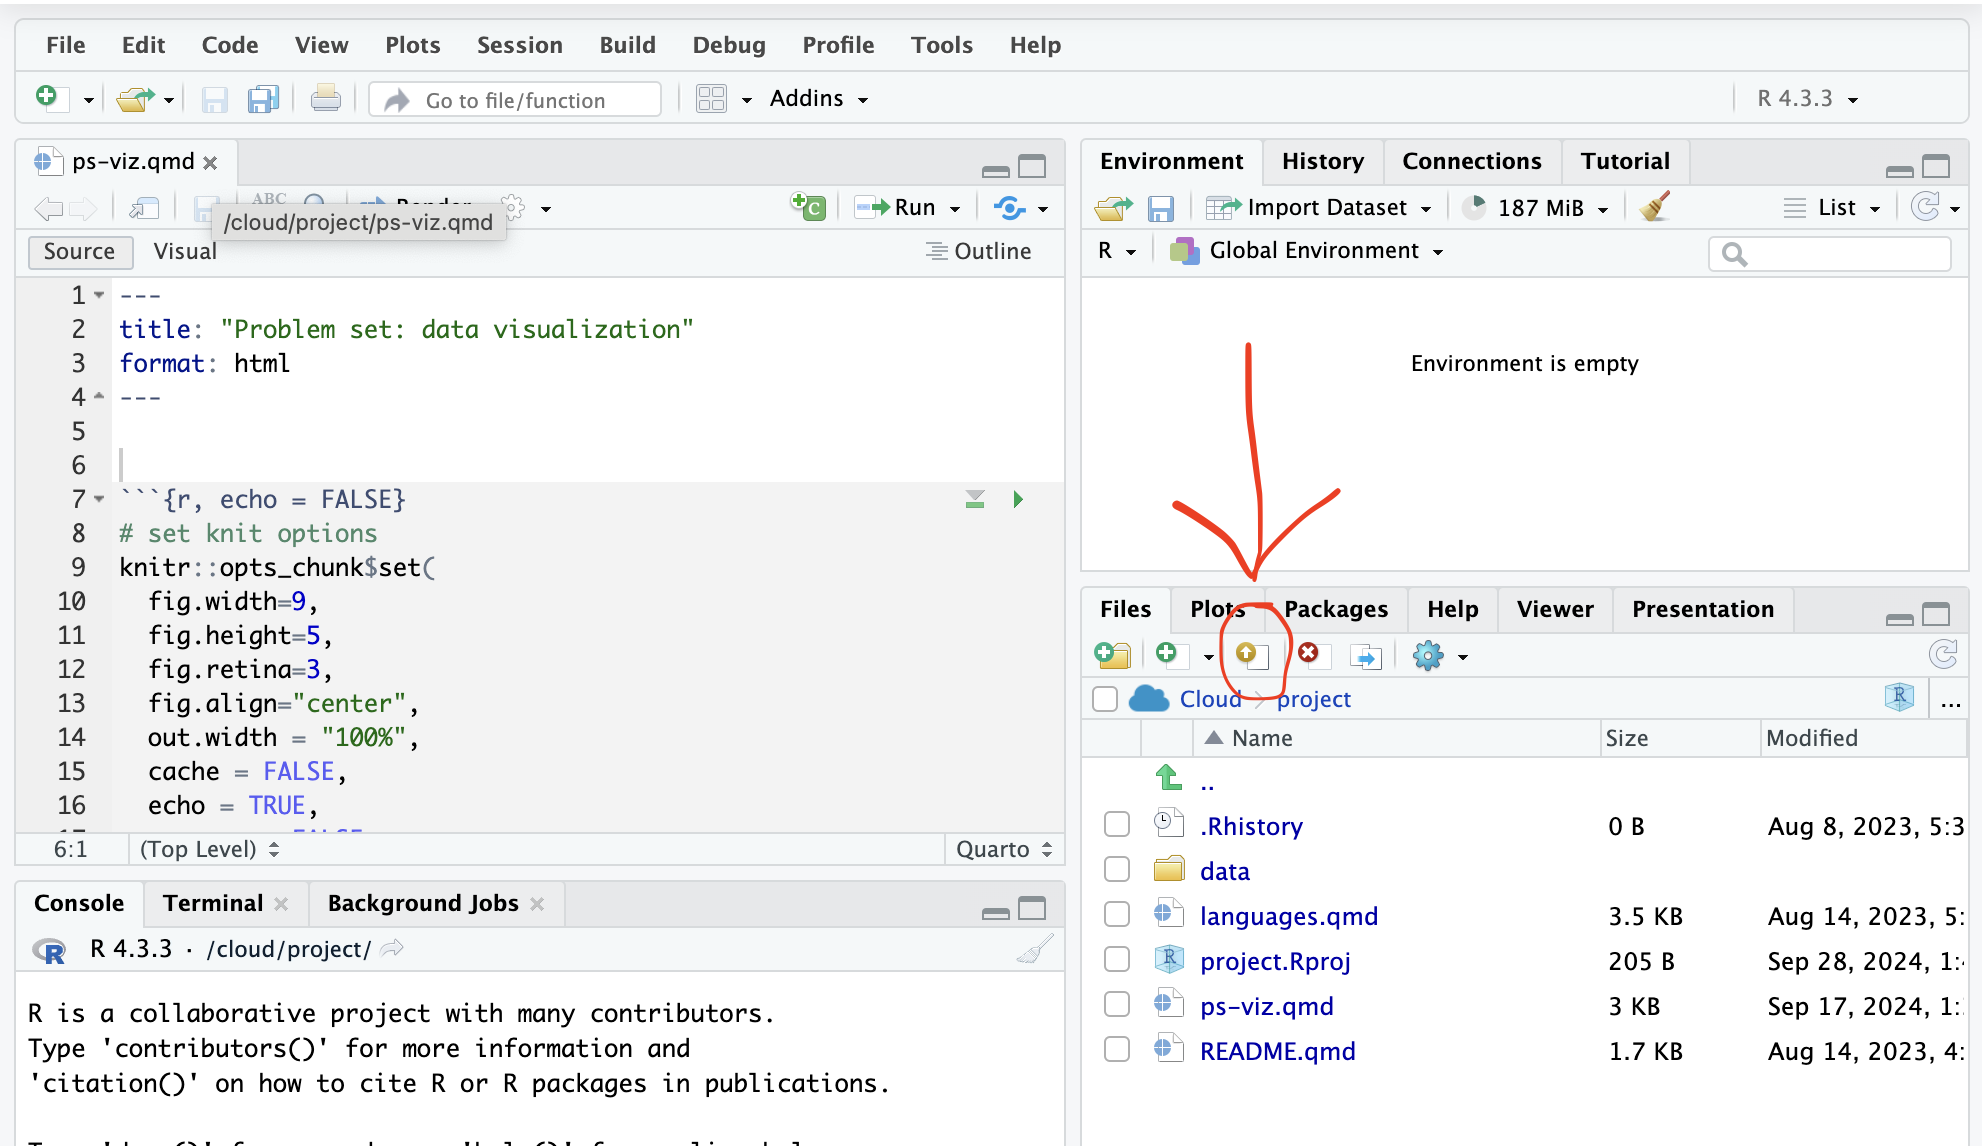 File Edit Code View Plots Session Build Debug Profile Tools Help
Go to file/function Addins R 4.3.3
ps-viz.qmd
ABC Run
/cloud/project/ps-viz.qmd
Source Visual Outline
1 ---
2 title: "Problem set: data visualization"
3 format: html
4 ---
5
6
7 ```{r, echo = FALSE}
8 # set knit options
9 knitr::opts_chunk$set(
10 fig.width=9,
11 fig.height=5,
12 fig.retina=3,
13 fig.align="center",
14 out.width = "100%",
15 cache = FALSE,
16 echo = TRUE,
6:1 (Top Level) Quarto
Console Terminal Background Jobs
R 4.3.3 · /cloud/project/
R is a collaborative project with many contributors.
Type 'contributors()' for more information and
'citation()' on how to cite R or R packages in publications.
Environment History Connections Tutorial
Import Dataset 187 MiB List
R Global Environment
Environment is empty
Files Plots Packages Help Viewer Presentation
Cloud project R ...
Name Size Modified
..
.Rhistory 0 B Aug 8, 2023, 5:3
data
languages.qmd 3.5 KB Aug 14, 2023, 5:
project.Rproj 205 B Sep 28, 2024, 1:
ps-viz.qmd 3 KB Sep 17, 2024, 1:
README.qmd 1.7 KB Aug 14, 2023, 4: